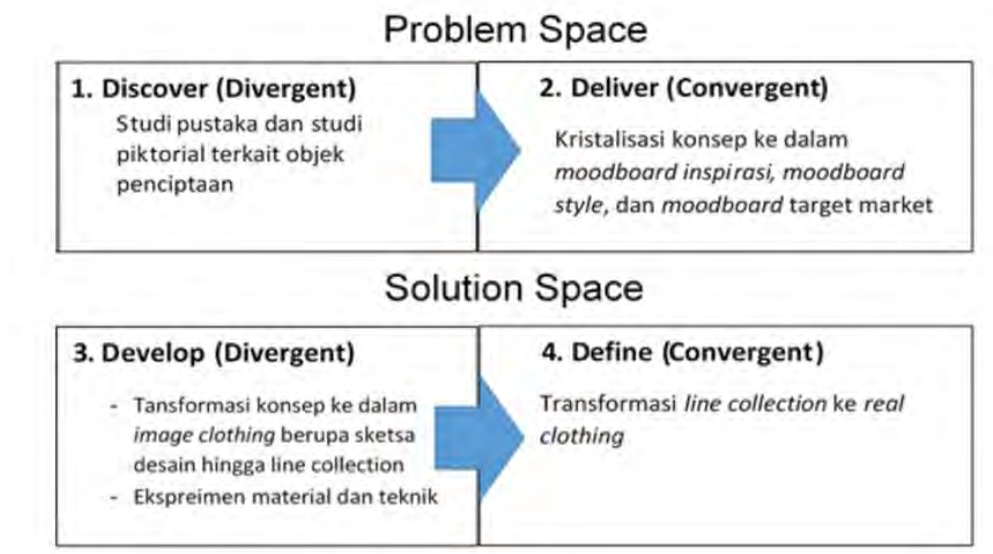 Problem Space
1. Discover (Divergent)
Studi pustaka dan studi
piktorial terkait objek
penciptaan
2. Deliver (Convergent)
Kristalisasi konsep ke dalam
moodboard inspirasi, moodboard
style, dan moodboard target market
Solution Space
3. Develop (Divergent)
- Tansformasi konsep ke dalam
image clothing berupa sketsa
desain hingga line collection
- Ekspreimen material dan teknik
4. Define (Convergent)
Transformasi line collection ke real
clothing